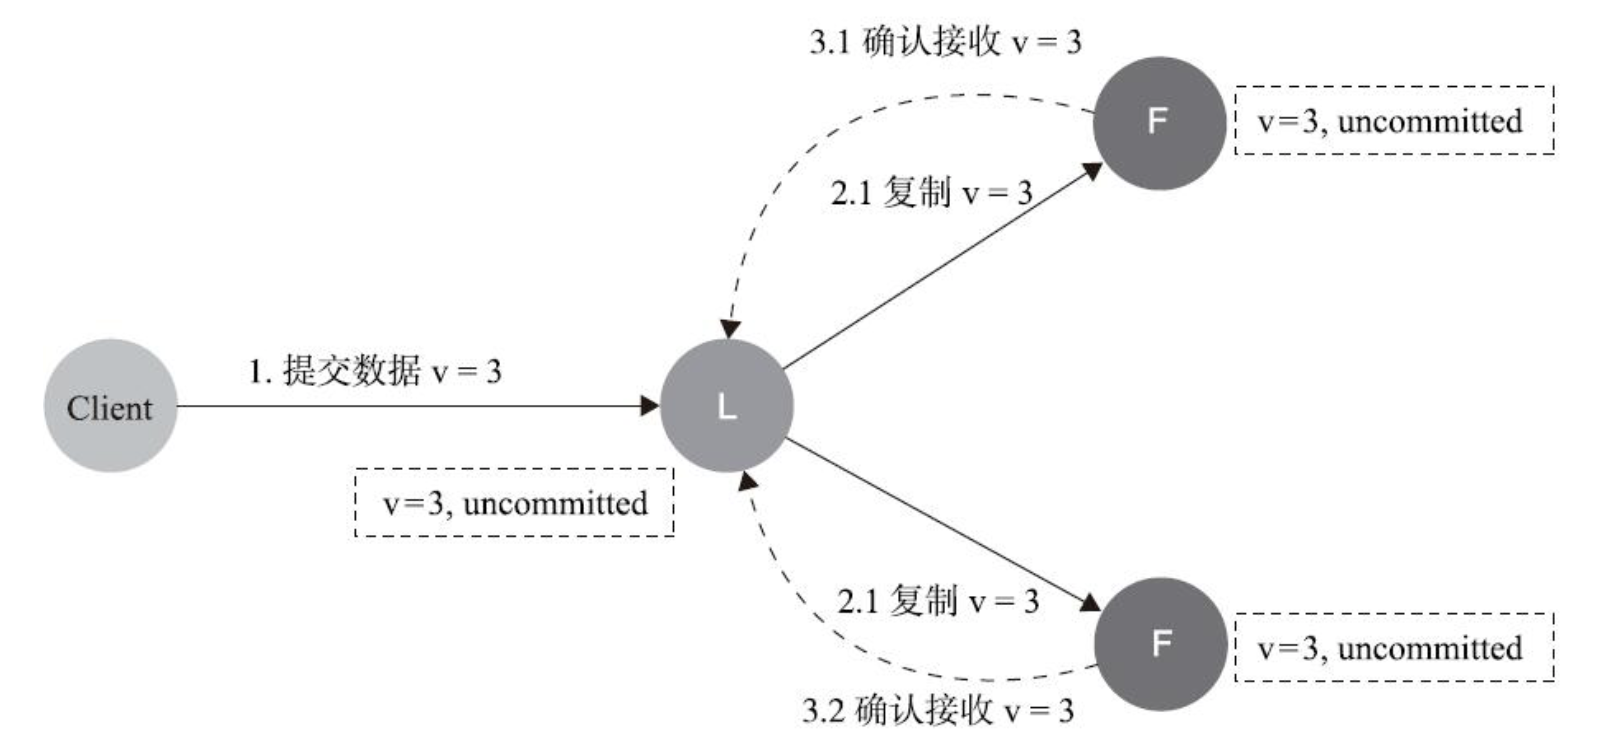 3.1 确认接收 v = 3
F
v=3, uncommitted
2.1 复制 v = 3
Client
1. 提交数据 v = 3
L
v=3, uncommitted
2.1 复制 v = 3
F
v=3, uncommitted
3.2 确认接收 v = 3